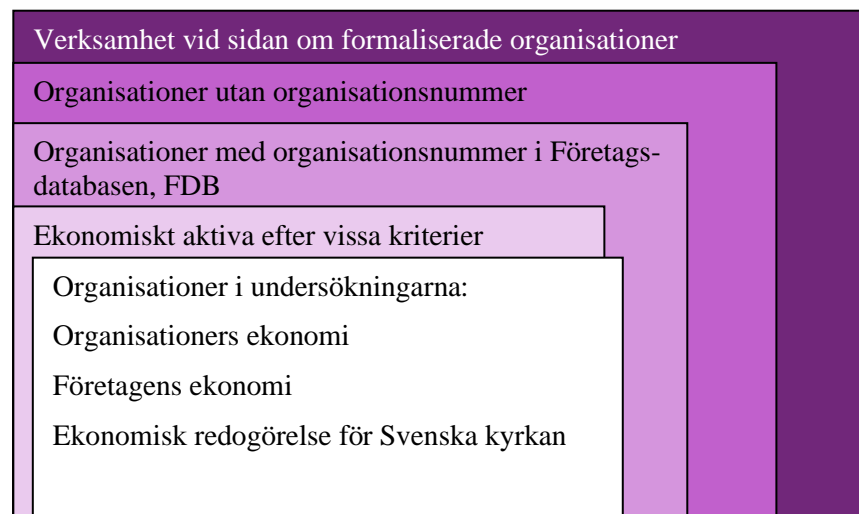 Verksamhet vid sidan om formaliserade organisationer
Organisationer utan organisationsnummer
Organisationer med organisationsnummer i Företags-
databasen, FDB
Ekonomiskt aktiva efter vissa kriterier
Organisationer i undersökningarna:
Organisationers ekonomi
Företagens ekonomi
Ekonomisk redogörelse för Svenska kyrkan